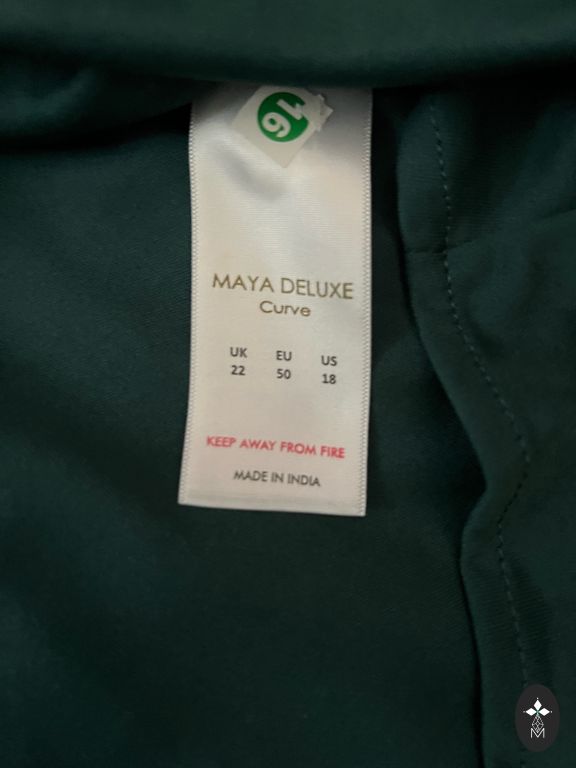 16
MAYA DELUXE
Curve
UK EU US
22 50 18
KEEP AWAY FROM FIRE
MADE IN INDIA
M